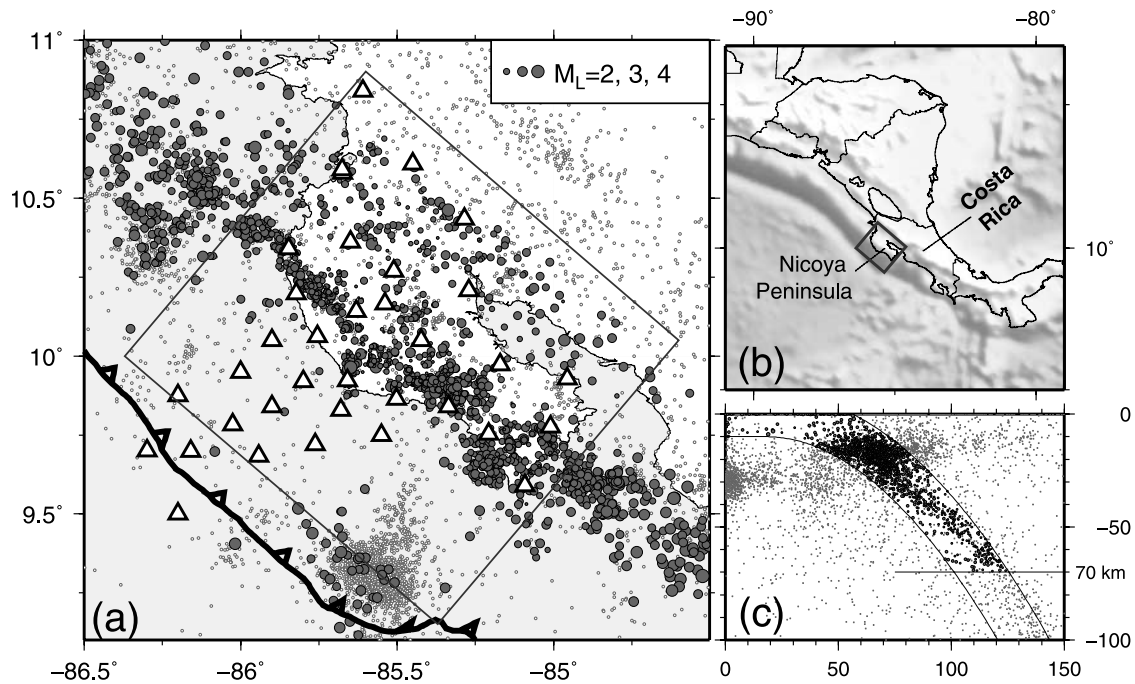 11˚
10.5˚
10˚
9.5˚
−86.5
−86˚
−85.5
−85˚
M_L=2, 3, 4
(a)
−90˚
−80˚
10˚
Costa
Rica
Nicoya
Peninsula
(b)
0
−50
70 km
−100
(c)
0
50
100
150